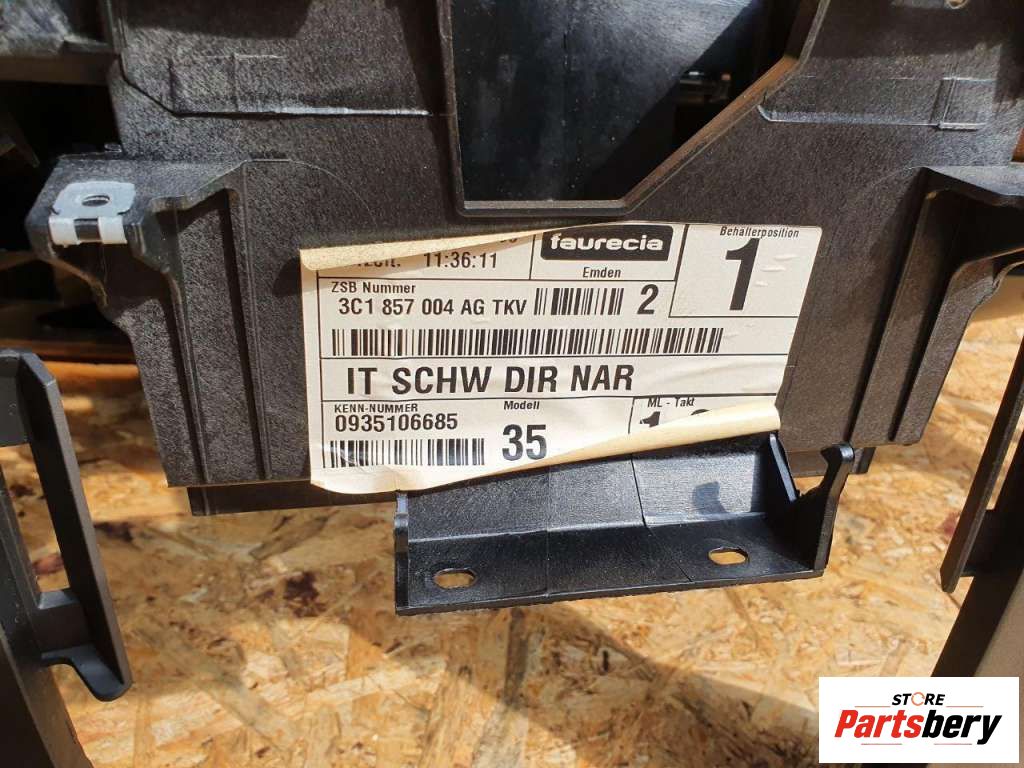 11:36:11
faurecia
Emden
Behälterposition
1
ZSB Nummer
3C1 857 004 AG TKV
2
IT SCHW DIR NAR
KENN-NUMMER
0935106685
Modell
35
ML - Takt
STORE
Partsbery